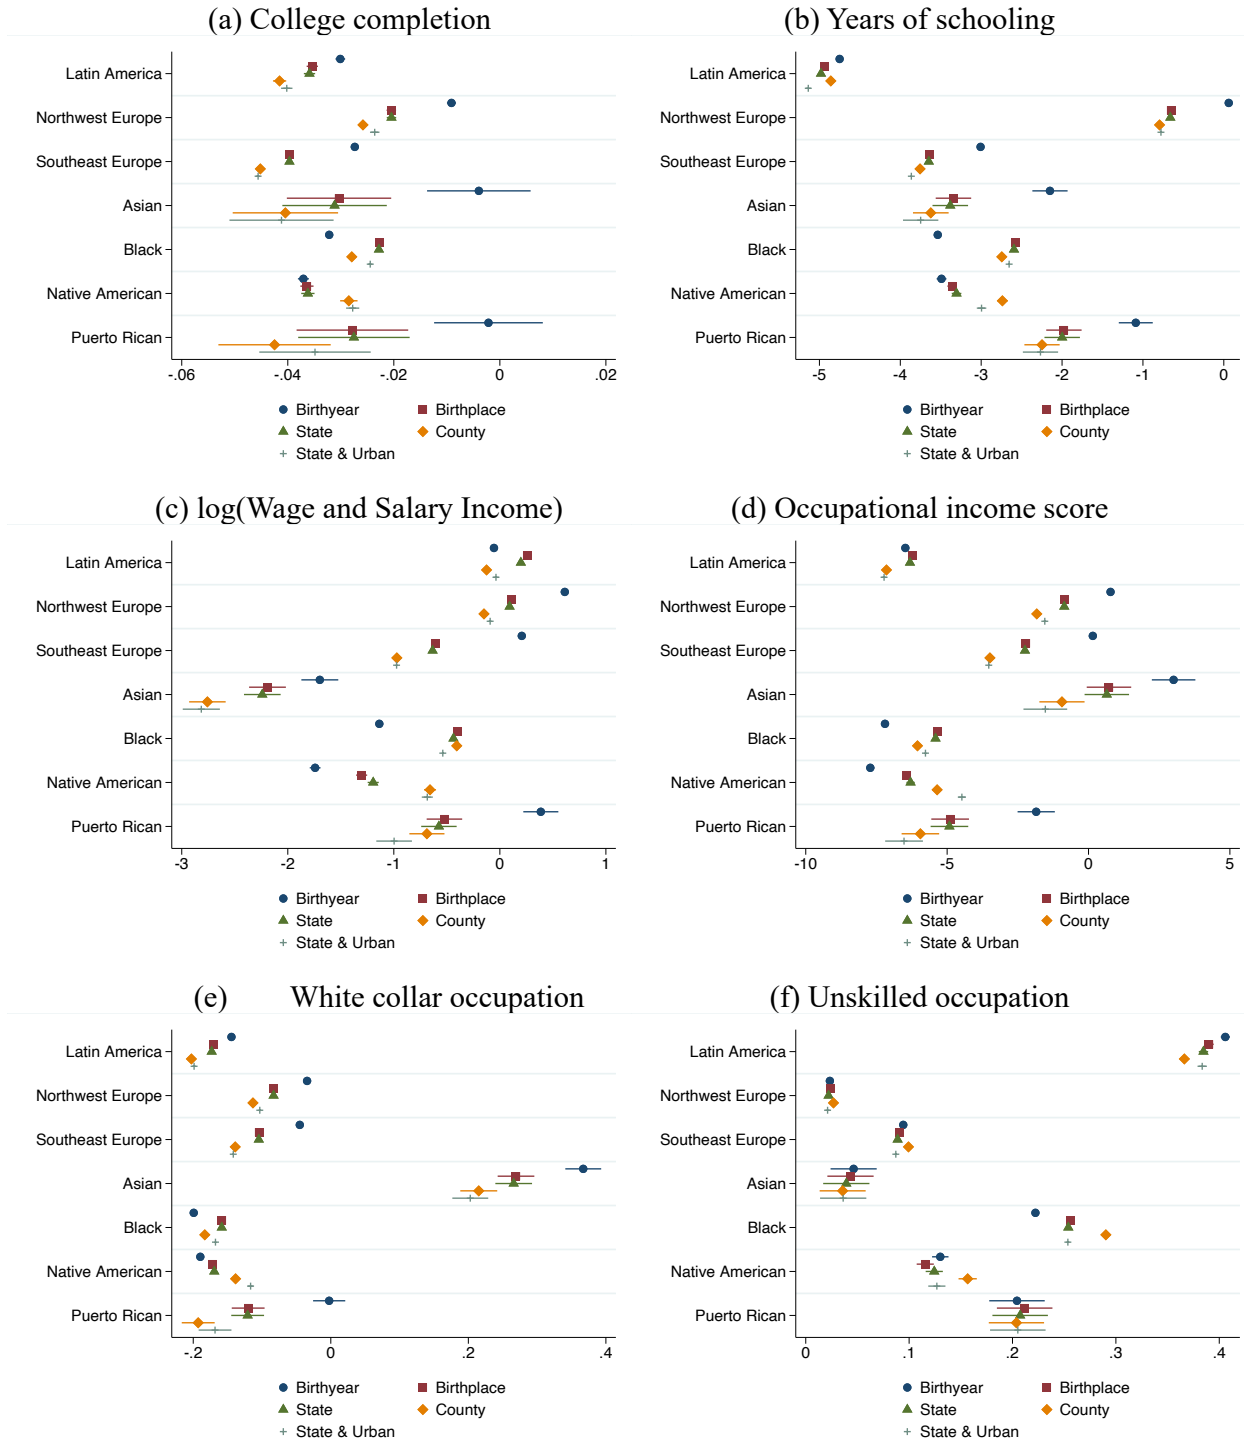 (a) College completion
Latin America
Northwest Europe
Southeast Europe
Asian
Black
Native American
Puerto Rican
-.06 -.04 -.02 0 .02
Birthyear Birthplace
State County
State & Urban
(b) Years of schooling
Latin America
Northwest Europe
Southeast Europe
Asian
Black
Native American
Puerto Rican
-5 -4 -3 -2 -1 0
Birthyear Birthplace
State County
State & Urban
(c) log(Wage and Salary Income)
Latin America
Northwest Europe
Southeast Europe
Asian
Black
Native American
Puerto Rican
-3 -2 -1 0 1
Birthyear Birthplace
State County
State & Urban
(d) Occupational income score
Latin America
Northwest Europe
Southeast Europe
Asian
Black
Native American
Puerto Rican
-10 -5 0 5
Birthyear Birthplace
State County
State & Urban
(e) White collar occupation
Latin America
Northwest Europe
Southeast Europe
Asian
Black
Native American
Puerto Rican
-.2 0 .2 .4
Birthyear Birthplace
State County
State & Urban
(f) Unskilled occupation
Latin America
Northwest Europe
Southeast Europe
Asian
Black
Native American
Puerto Rican
0 .1 .2 .3 .4
Birthyear Birthplace
State County
State & Urban